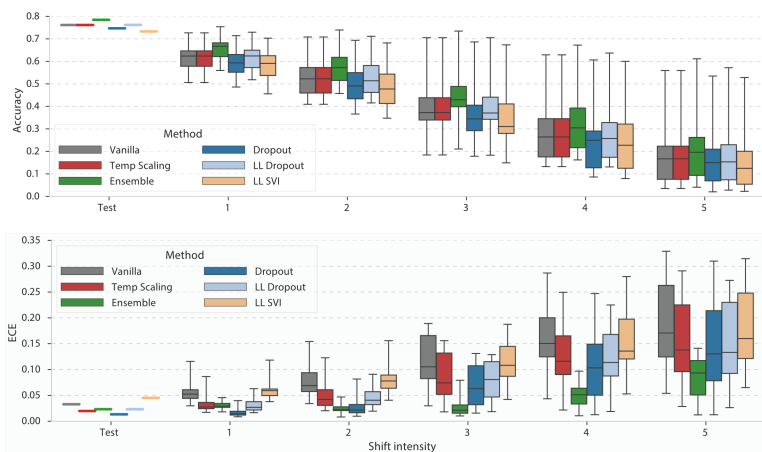 0.8
0.7
0.6
0.5
0.4
0.3
0.2
0.1
0.0
Accuracy
Method
Vanilla
Temp Scaling
Ensemble
Dropout
LL Dropout
LL SVI
Test 1 2 3 4 5
0.35
0.30
0.25
0.20
0.15
0.10
0.05
0.00
ECE
Method
Vanilla
Temp Scaling
Ensemble
Dropout
LL Dropout
LL SVI
Test 1 2 3 4 5
Shift intensity